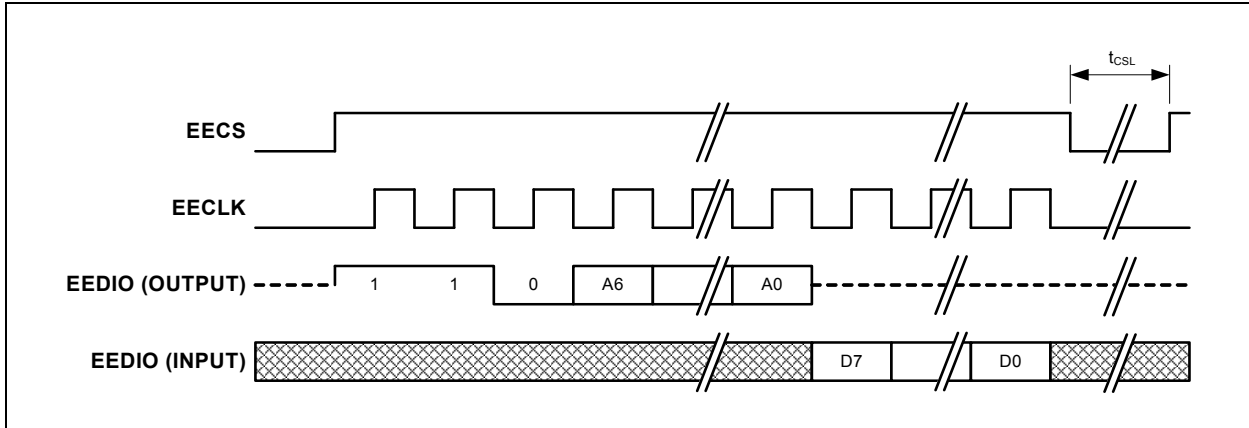 tCSL
EECS
EECLK
EEDIO (OUTPUT) 1 1 0 A6 A0
EEDIO (INPUT) D7 D0